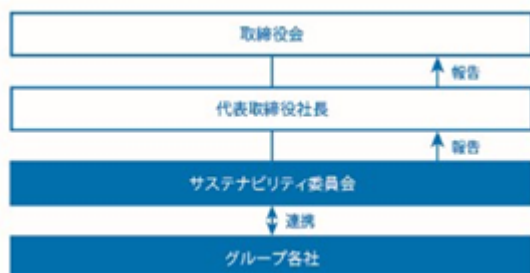 取締役会
報告
代表取締役社長
報告
サステナビリティ委員会
連携
グループ各社